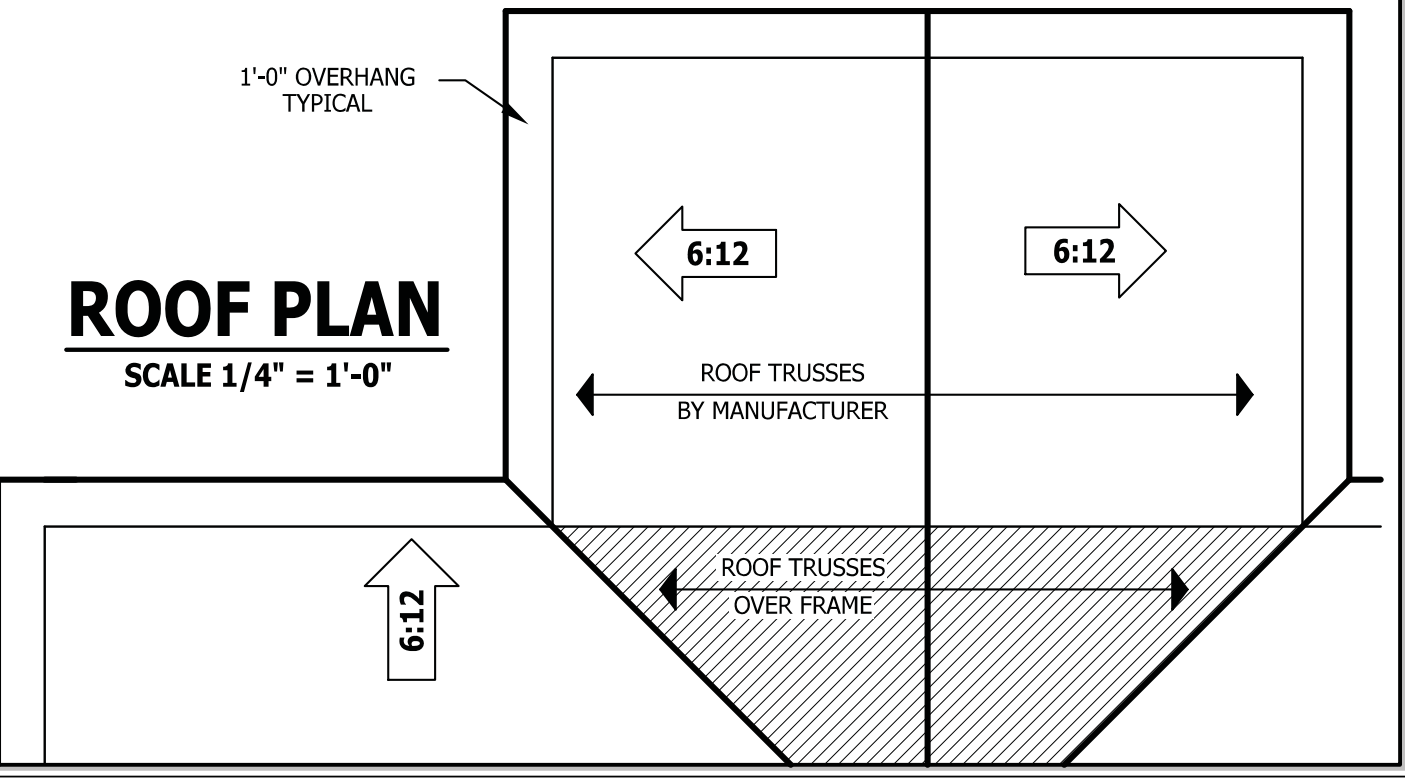 1'-0" OVERHANG
TYPICAL
6:12
6:12
ROOF PLAN
SCALE 1/4" = 1'-0"
ROOF TRUSSES
BY MANUFACTURER
ROOF TRUSSES
OVER FRAME
6:12